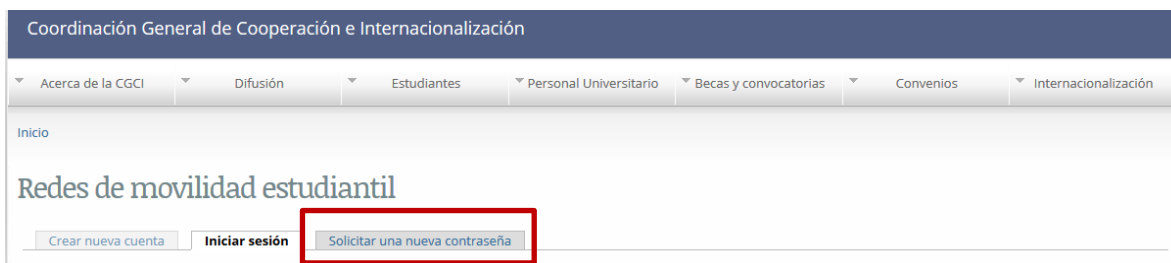 Coordinación General de Cooperación e Internacionalización
Acerca de la CGCI Difusión Estudiantes Personal Universitario Becas y convocatorias Convenios Internacionalización
Inicio
Redes de movilidad estudiantil
Crear nueva cuenta Iniciar sesión Solicitar una nueva contraseña